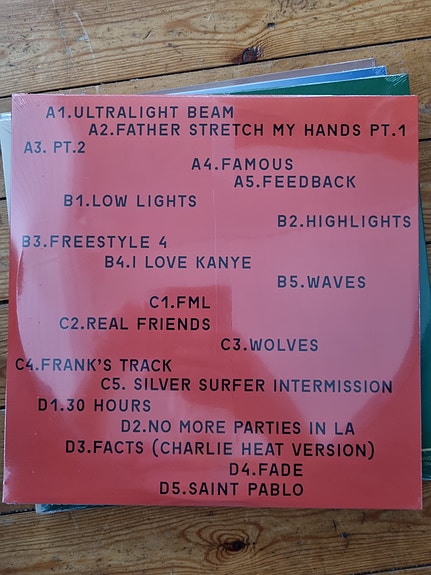 A1.ULTRALIGHT BEAM
A2.FATHER STRETCH MY HANDS PT.1
A3. PT.2
A4.FAMOUS
A5.FEEDBACK
B1.LOW LIGHTS
B2.HIGHLIGHTS
B3.FREESTYLE 4
B4.I LOVE KANYE
B5.WAVES
C1.FML
C2.REAL FRIENDS
C3.WOLVES
C4.FRANK'S TRACK
C5. SILVER SURFER INTERMISSION
D1.30 HOURS
D2.NO MORE PARTIES IN LA
D3.FACTS (CHARLIE HEAT VERSION)
D4.FADE
D5.SAINT PABLO